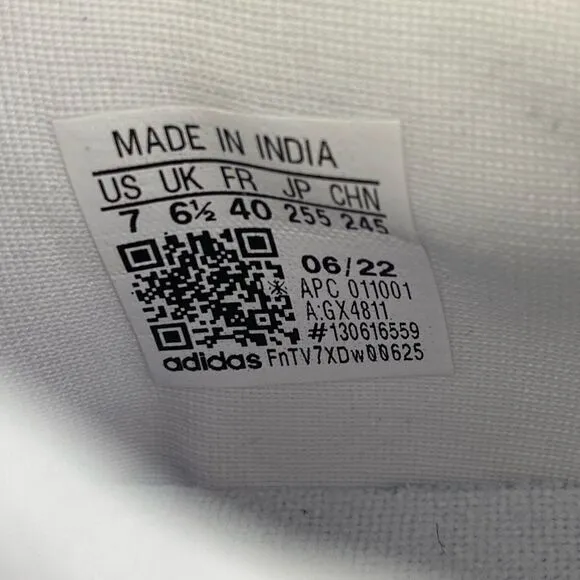 MADE IN INDIA
US UK FR JP CHN
7 6½ 40 255 245
06/22
APC 011001
A:GX4811
#130616559
adidas FnTV7XDw00625